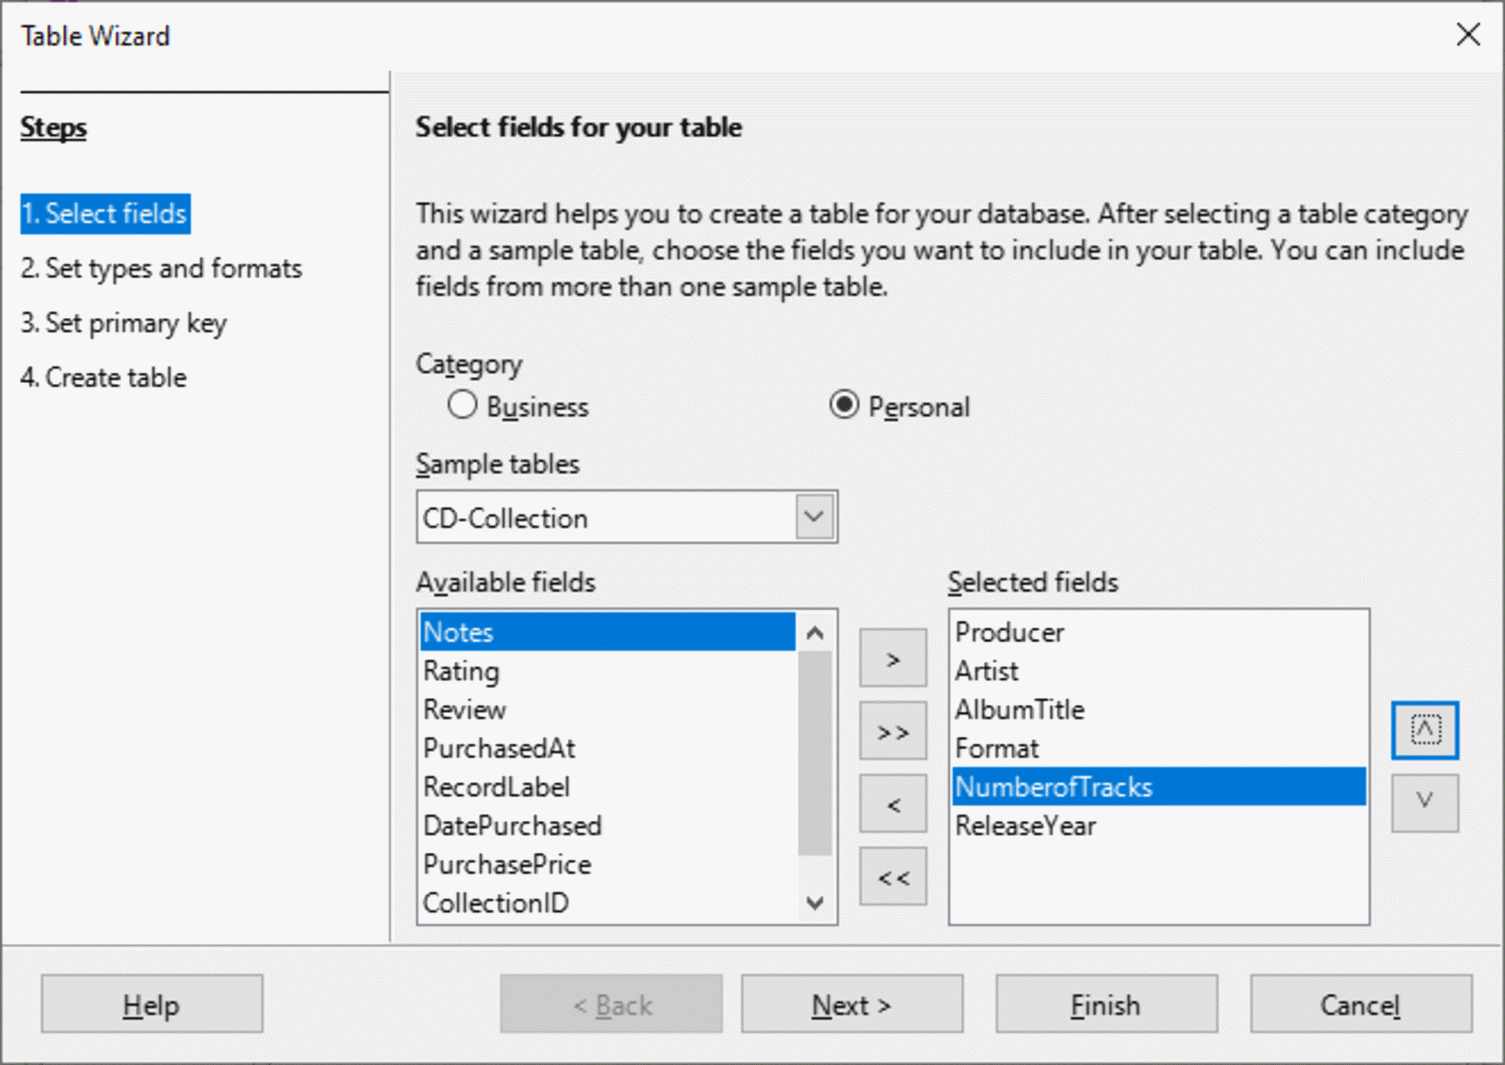 Table Wizard
Steps
1. Select fields
2. Set types and formats
3. Set primary key
4. Create table
Select fields for your table
This wizard helps you to create a table for your database. After selecting a table category
and a sample table, choose the fields you want to include in your table. You can include
fields from more than one sample table.
Category
Business
Personal
Sample tables
CD-Collection
Available fields
Notes
Rating
Review
PurchasedAt
RecordLabel
DatePurchased
PurchasePrice
CollectionID
>
>>
<
<<
Selected fields
Producer
Artist
AlbumTitle
Format
NumberofTracks
ReleaseYear
Help
< Back
Next >
Finish
Cancel